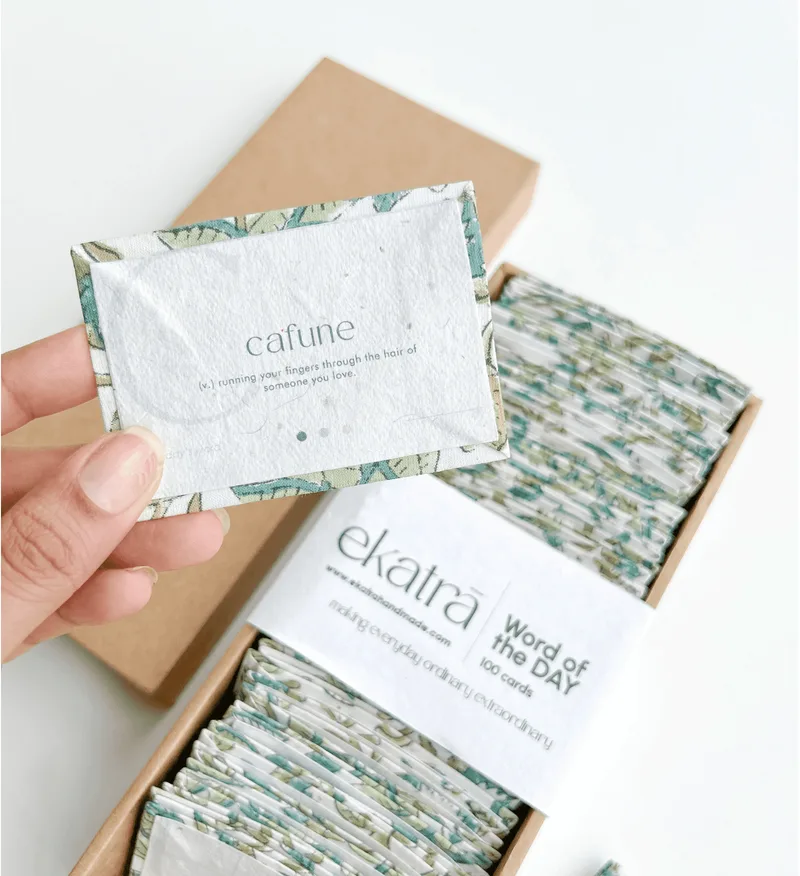 cafune
(v.) running your fingers through the hair of
someone you love.
ekatrā
www.ekatrahandmade.com
making everyday ordinary extraordinary
Word of
the DAY
100 cards